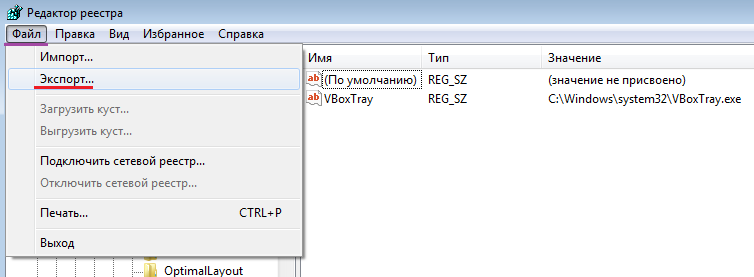 Редактор реестра
Файл Правка Вид Избранное Справка
Импорт...
Экспорт...
Загрузить куст...
Выгрузить куст...
Подключить сетевой реестр...
Отключить сетевой реестр...
Печать... CTRL+P
Выход
OptimalLayout
Имя Тип Значение
(По умолчанию) REG_SZ (значение не присвоено)
VBoxTray REG_SZ C:\Windows\system32\VBoxTray.exe